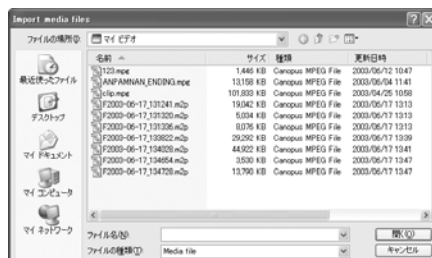 Import media files
ファイルの場所(I): マイ ビデオ
名前 サイズ 種類 更新日時
123.mpg 1,446 KB Canopus MPEG File 2003/06/12 10:47
ANPAMNAN_ENDING.mpg 13,158 KB Canopus MPEG File 2003/06/04 11:41
clip.mpg 101,833 KB Canopus MPEG File 2003/04/25 10:58
F2003-06-17_131241.m2p 19,042 KB Canopus MPEG File 2003/06/17 13:13
F2003-06-17_131320.m2p 5,034 KB Canopus MPEG File 2003/06/17 13:13
F2003-06-17_131336.m2p 8,076 KB Canopus MPEG File 2003/06/17 13:13
F2003-06-17_133822.m2p 29,292 KB Canopus MPEG File 2003/06/17 13:39
F2003-06-17_134028.m2p 44,922 KB Canopus MPEG File 2003/06/17 13:41
F2003-06-17_134654.m2p 3,530 KB Canopus MPEG File 2003/06/17 13:47
F2003-06-17_134728.m2p 13,790 KB Canopus MPEG File 2003/06/17 13:47
最近使ったファイル
デスクトップ
マイ ドキュメント
マイ コンピュータ
マイ ネットワーク
ファイル名(N): 開く(O)
ファイルの種類(T): Media file キャンセル